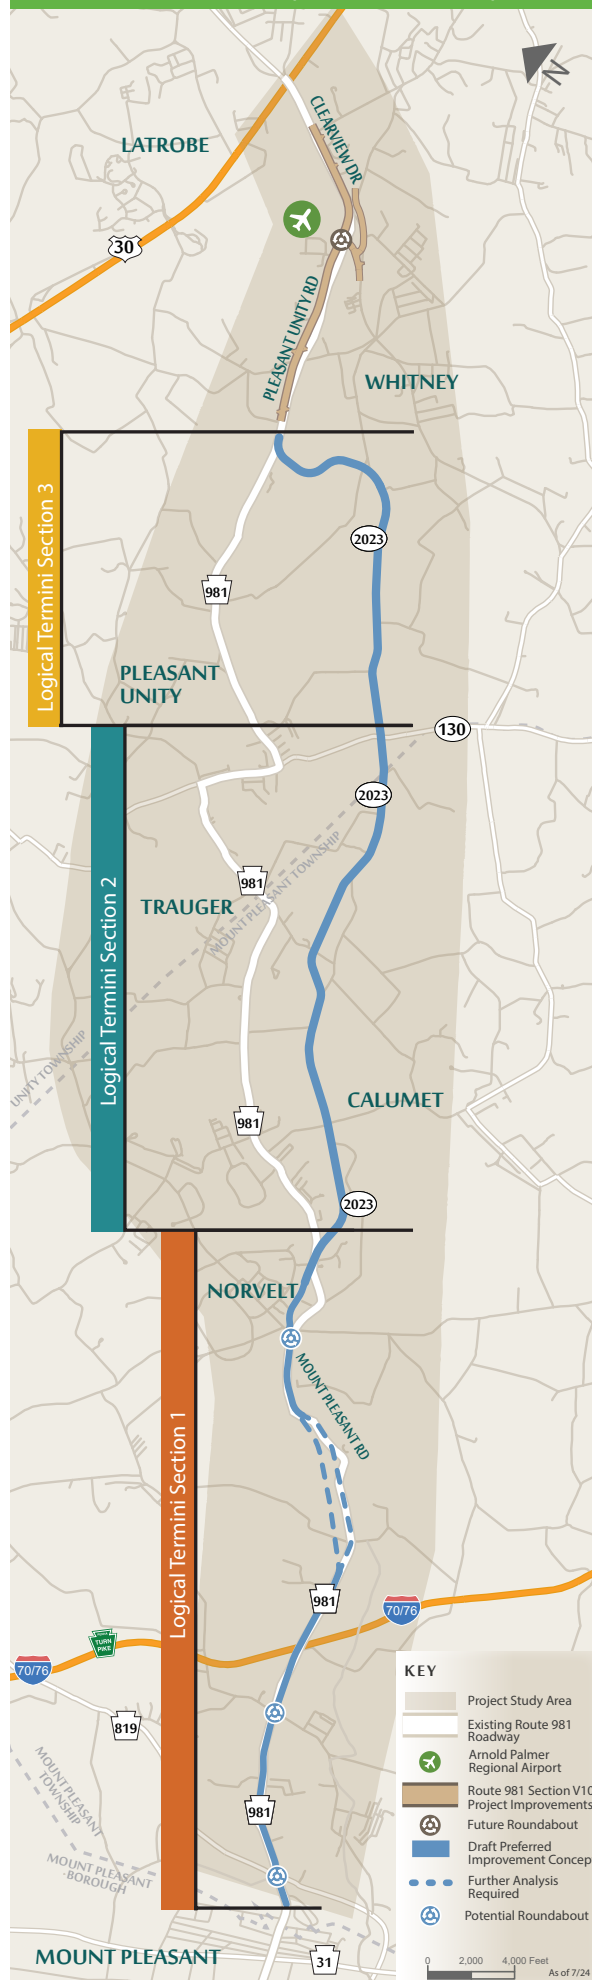 N
CLEARVIEW DR
LATROBE
30
PLEASANT UNITY RD
WHITNEY
Logical Termini Section 3
2023
981
PLEASANT
UNITY
130
2023
MOUNT PLEASANT TOWNSHIP
981
TRAUGER
Logical Termini Section 2
UNITY TOWNSHIP
CALUMET
981
2023
NORVELT
MOUNT PLEASANT RD
Logical Termini Section 1
981
70/76
TURN
PIKE
70/76
819
MOUNT PLEASANT
TOWNSHIP
981
MOUNT PLEASANT
-BOROUGH
MOUNT PLEASANT
31
KEY
Project Study Area
Existing Route 981
Roadway
Arnold Palmer
Regional Airport
Route 981 Section V10
Project Improvements
Future Roundabout
Draft Preferred
Improvement Concep
Further Analysis
Required
Potential Roundabout
0 2,000 4,000 Feet
As of 7/24